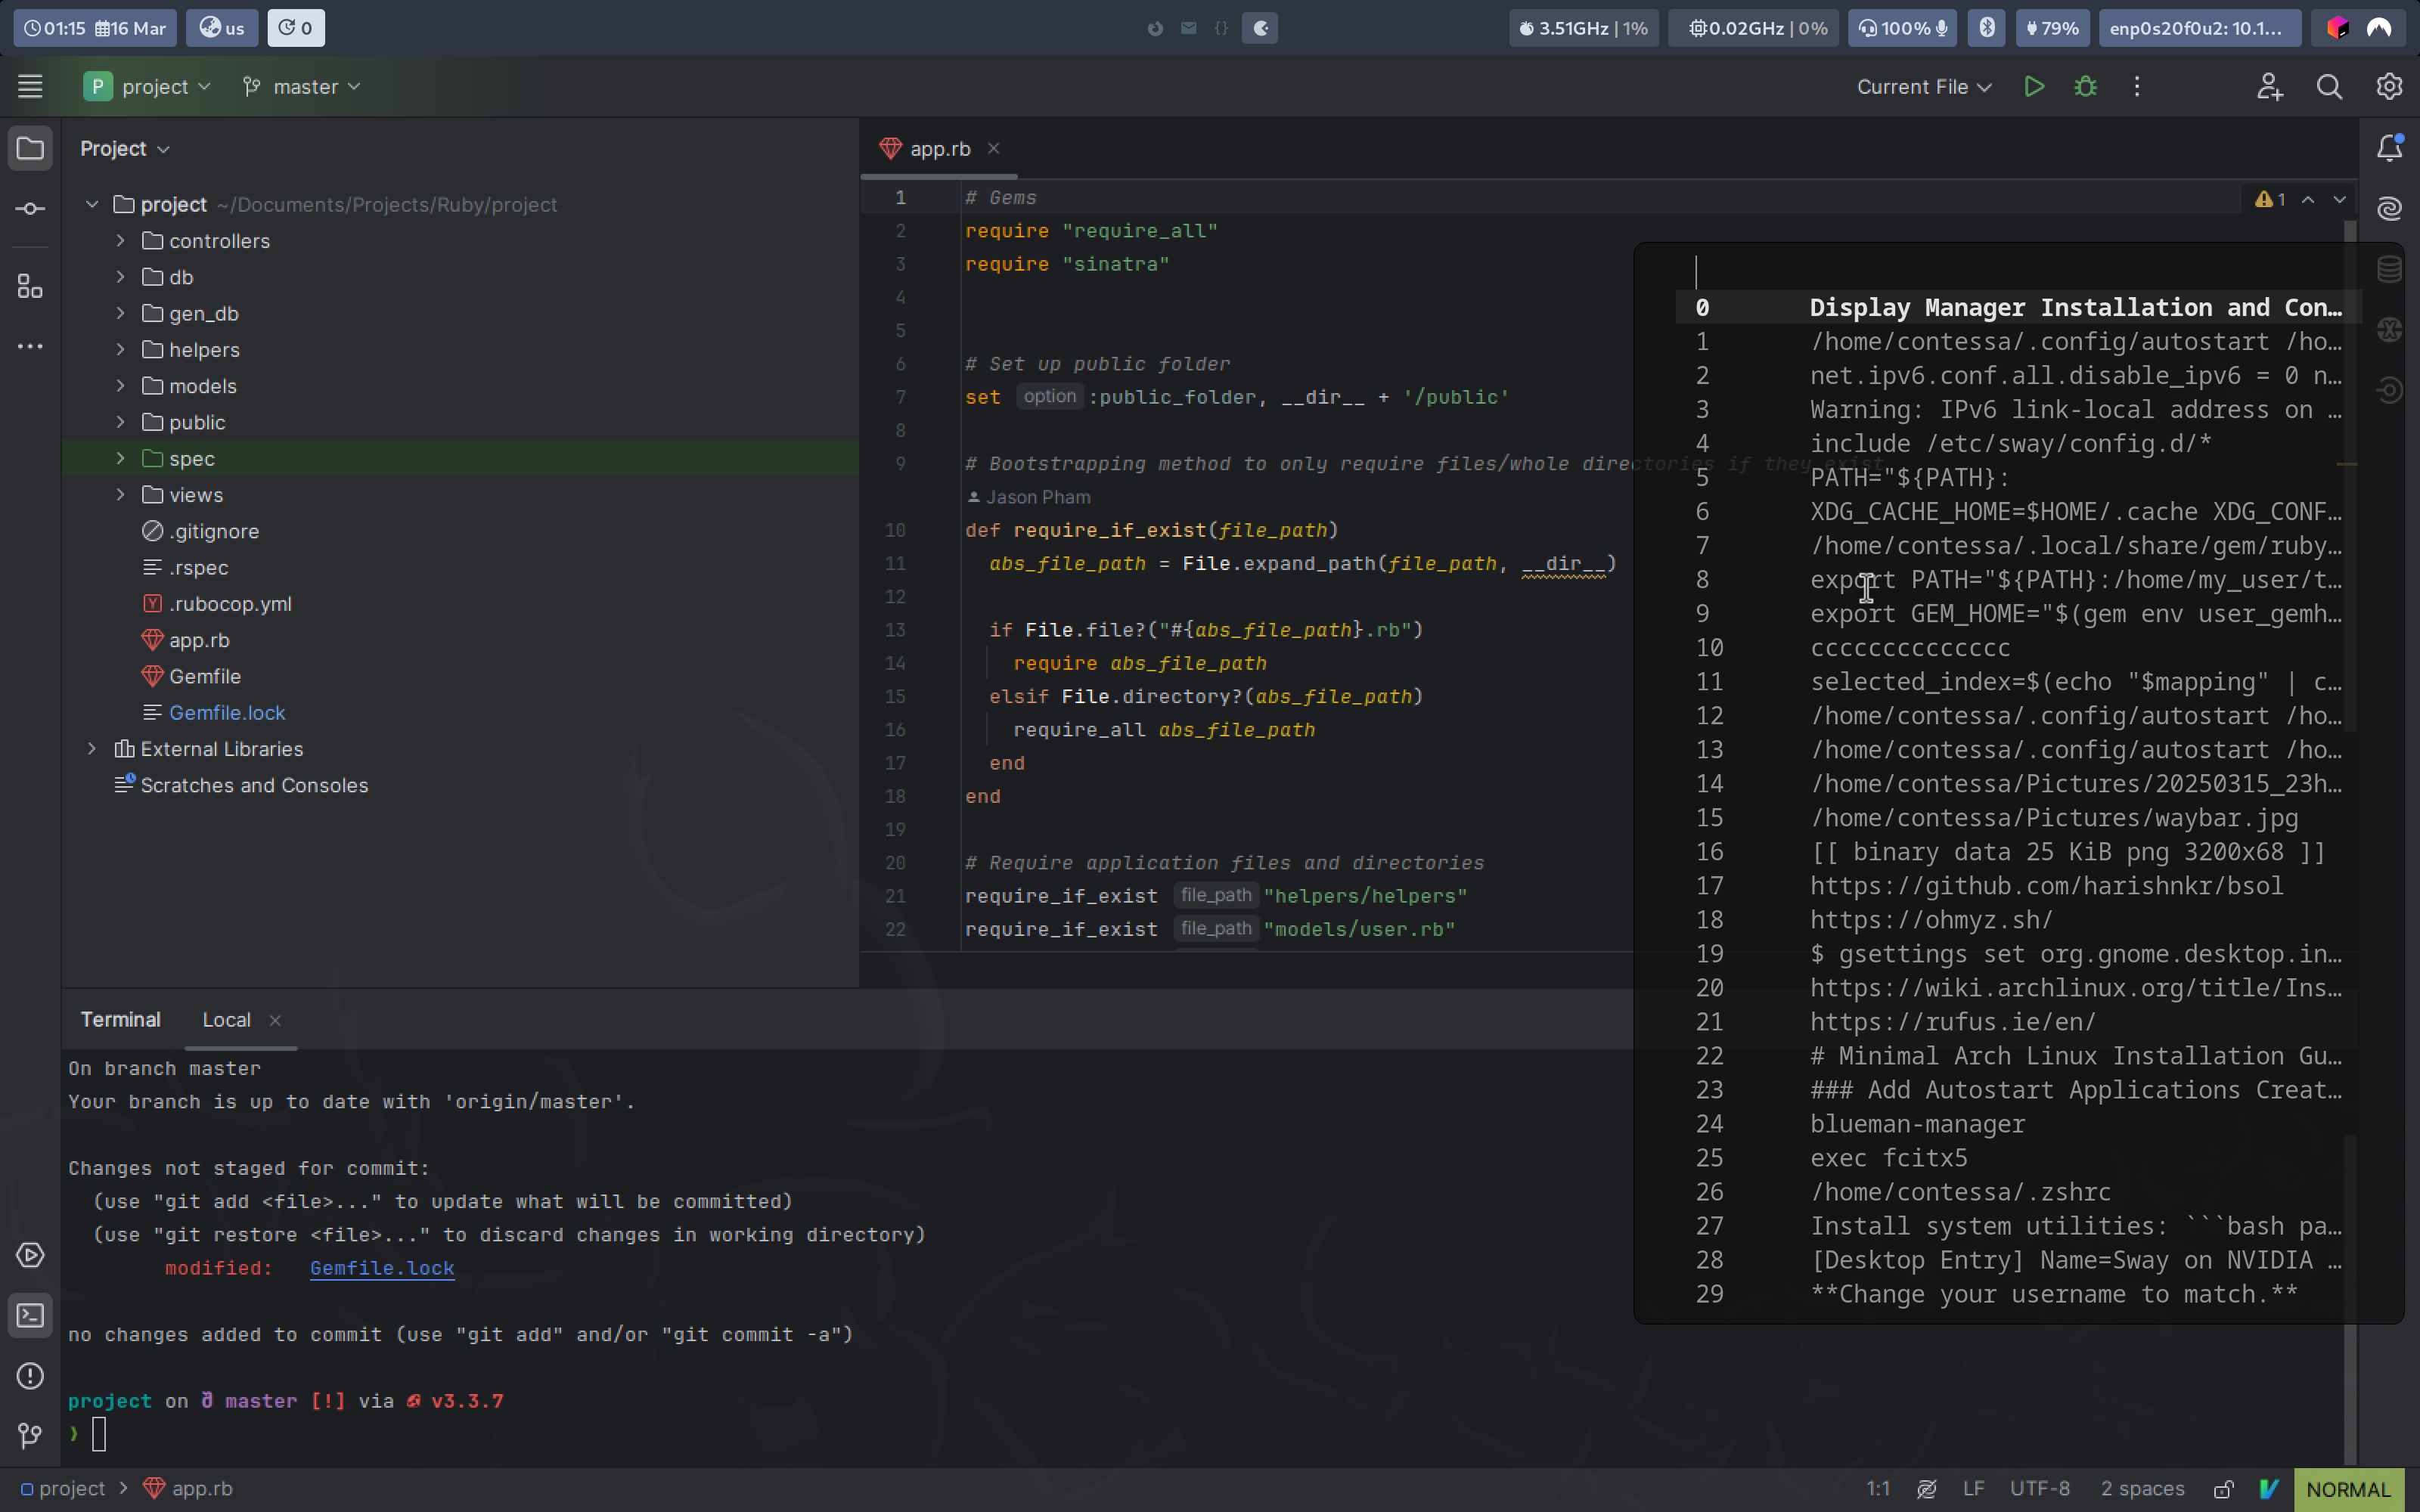 01:15 16 Mar
us
0
3.51GHz | 1%
0.02GHz | 0%
100%
79%
enp0s20f0u2: 10.1...
P project
master
Current File
Project
project ~/Documents/Projects/Ruby/project
controllers
db
gen_db
helpers
models
public
spec
views
.gitignore
.rspec
.rubocop.yml
app.rb
Gemfile
Gemfile.lock
External Libraries
Scratches and Consoles
app.rb
1
1 # Gems
2 require "require_all"
3 require "sinatra"
4
5
6 # Set up public folder
7 set option :public_folder, __dir__ + '/public'
8
9 # Bootstrapping method to only require files/whole directories if they exist
Jason Pham
10 def require_if_exist(file_path)
11 abs_file_path = File.expand_path(file_path, __dir__)
12
13 if File.file?("#{abs_file_path}.rb")
14 require abs_file_path
15 elsif File.directory?(abs_file_path)
16 require_all abs_file_path
17 end
18 end
19
20 # Require application files and directories
21 require_if_exist file_path "helpers/helpers"
22 require_if_exist file_path "models/user.rb"
0 Display Manager Installation and Con…
1 /home/contessa/.config/autostart /ho…
2 net.ipv6.conf.all.disable_ipv6 = 0 n…
3 Warning: IPv6 link-local address on …
4 include /etc/sway/config.d/*
5 PATH="${PATH}:
6 XDG_CACHE_HOME=$HOME/.cache XDG_CONF…
7 /home/contessa/.local/share/gem/ruby…
8 export PATH="${PATH}:/home/my_user/t…
9 export GEM_HOME="$(gem env user_gemh…
10 cccccccccccccc
11 selected_index=$(echo "$mapping" | c…
12 /home/contessa/.config/autostart /ho…
13 /home/contessa/.config/autostart /ho…
14 /home/contessa/Pictures/20250315_23h…
15 /home/contessa/Pictures/waybar.jpg
16 [[ binary data 25 KiB png 3200x68 ]]
17 https://github.com/harishnkr/bsol
18 https://ohmyz.sh/
19 $ gsettings set org.gnome.desktop.in…
20 https://wiki.archlinux.org/title/Ins…
21 https://rufus.ie/en/
22 # Minimal Arch Linux Installation Gu…
23 ### Add Autostart Applications Creat…
24 blueman-manager
25 exec fcitx5
26 /home/contessa/.zshrc
27 Install system utilities: ```bash pa…
28 [Desktop Entry] Name=Sway on NVIDIA …
29 **Change your username to match.**
Terminal Local
On branch master
Your branch is up to date with 'origin/master'.
Changes not staged for commit:
(use "git add <file>..." to update what will be committed)
(use "git restore <file>..." to discard changes in working directory)
modified: Gemfile.lock
no changes added to commit (use "git add" and/or "git commit -a")
project on master [!] via v3.3.7
project > app.rb
1:1 LF UTF-8 2 spaces NORMAL